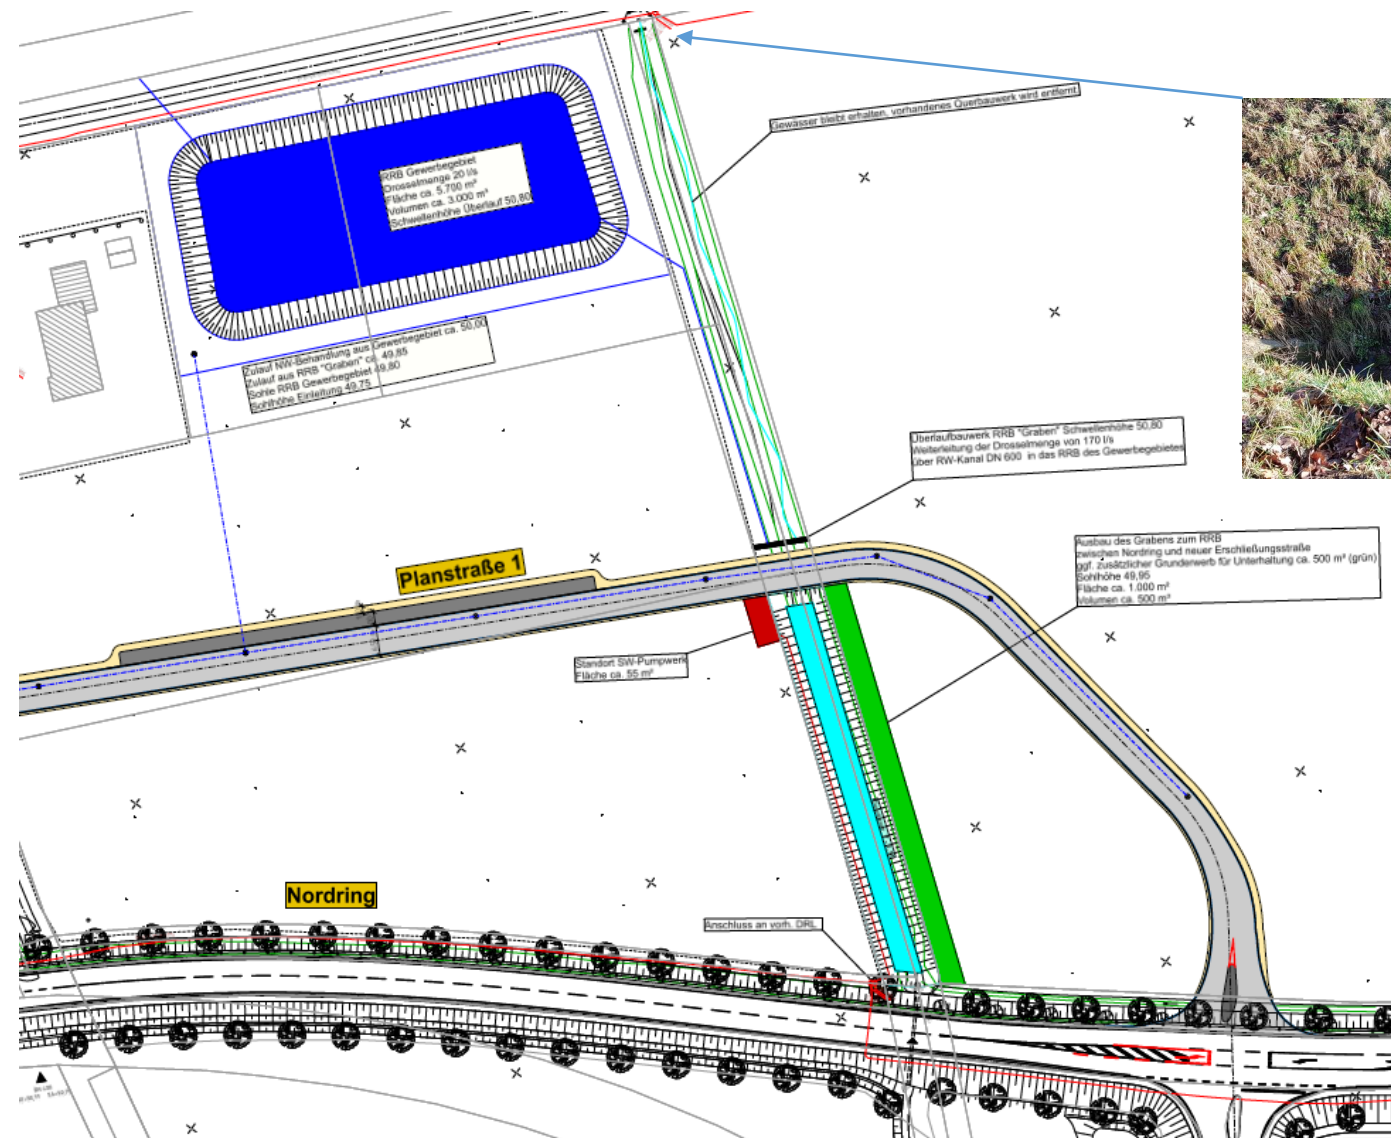 Gewässer bleibt erhalten, vorhandenes Querbauwerk wird entfernt.
RRB Gewerbegebiet
Drosselmenge 20 l/s
Fläche ca. 5.700 m²
Volumen ca. 3.000 m³
Schwellenhöhe Überlauf 50,80
Zulauf NW-Behandlung aus Gewerbegebiet ca. 50,00
Zulauf aus RRB "Graben" ca. 49,85
Sohle RRB Gewerbegebiet 49,80
Sohlhöhe Einleitung 49,75
Überlaufbauwerk RRB "Graben" Schwellenhöhe 50,80
Weiterleitung der Drosselmenge von 170 l/s
über RW-Kanal DN 600 in das RRB des Gewerbegebietes
Ausbau des Grabens zum RRB
zwischen Nordring und neuer Erschließungsstraße
ggf. zusätzlicher Grunderwerb für Unterhaltung ca. 500 m² (grün)
Sohlhöhe 49,95
Fläche ca. 1.000 m²
Volumen ca. 500 m³
Planstraße 1
Standort SW-Pumpwerk
Fläche ca. 55 m²
Nordring
Anschluss an vorh. DRL